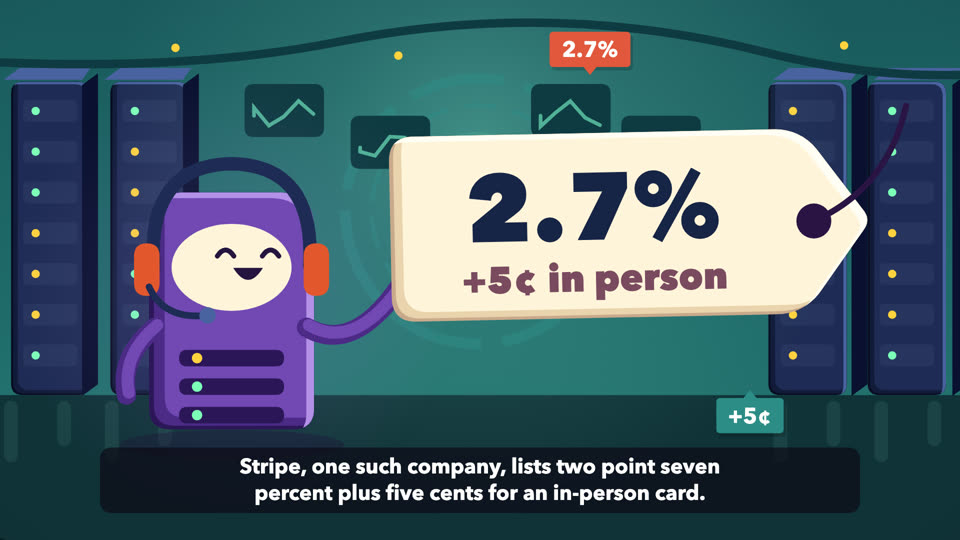 2.7%
2.7%
+5¢ in person
+5¢
Stripe, one such company, lists two point seven
percent plus five cents for an in-person card.